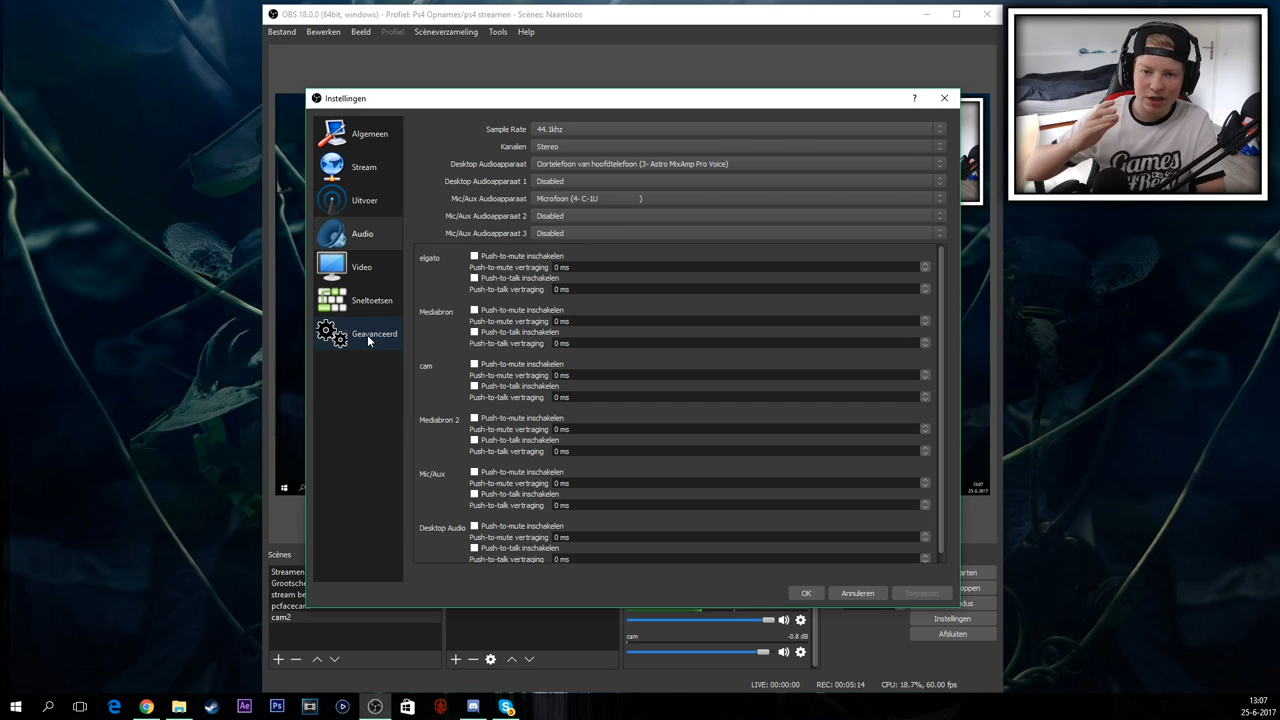 OBS 18.0.0 (64bit, windows) - Profiel: Ps4 Opnames/ps4 streamen - Scènes: Naamloos
Bestand Bewerken Beeld Profiel Scèneverzameling Tools Help
Instellingen
Algemeen
Stream
Uitvoer
Audio
Video
Sneltoetsen
Geavanceerd
Sample Rate 44.1khz
Kanalen Stereo
Desktop Audioapparaat Oortelefoon van hoofdtelefoon (3- Astro MixAmp Pro Voice)
Desktop Audioapparaat 1 Disabled
Mic/Aux Audioapparaat Microfoon (4- C-1U )
Mic/Aux Audioapparaat 2 Disabled
Mic/Aux Audioapparaat 3 Disabled
elgato Push-to-mute inschakelen
Push-to-mute vertraging 0 ms
Push-to-talk inschakelen
Push-to-talk vertraging 0 ms
Mediabron Push-to-mute inschakelen
Push-to-mute vertraging 0 ms
Push-to-talk inschakelen
Push-to-talk vertraging 0 ms
cam Push-to-mute inschakelen
Push-to-mute vertraging 0 ms
Push-to-talk inschakelen
Push-to-talk vertraging 0 ms
Mediabron 2 Push-to-mute inschakelen
Push-to-mute vertraging 0 ms
Push-to-talk inschakelen
Push-to-talk vertraging 0 ms
Mic/Aux Push-to-mute inschakelen
Push-to-mute vertraging 0 ms
Push-to-talk inschakelen
Push-to-talk vertraging 0 ms
Desktop Audio Push-to-mute inschakelen
Push-to-mute vertraging 0 ms
Push-to-talk inschakelen
Push-to-talk vertraging 0 ms
OK Annuleren Toepassen
Scènes
Streamen
Grootsche
stream be
pcfacecam
cam2
cam -0.8 dB
arten
oppen
odus
Instellingen
Afsluiten
LIVE: 00:00:00 REC: 00:05:14 CPU: 18.7%, 60.00 fps
13:07
25-6-2017
13:07
25-6-2017
Games